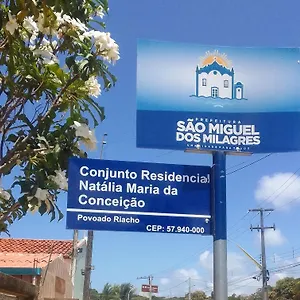 PREFEITURA
SÃO MIGUEL
DOS MILAGRES
Conjunto Residencial
Natália Maria da
Conceição
Povoado Riacho
CEP: 57.940-000